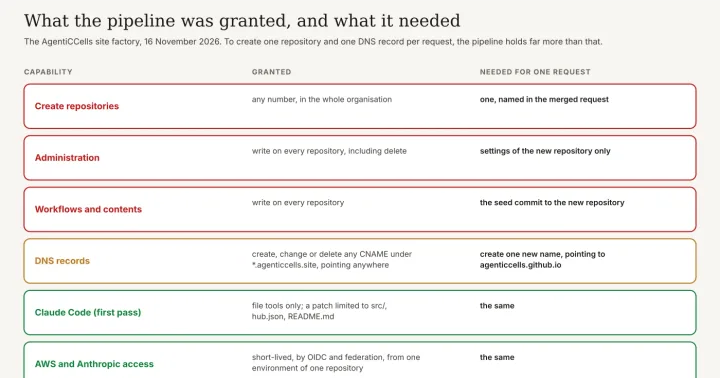 What the pipeline was granted, and what it needed
The AgentiCCells site factory, 16 November 2026. To create one repository and one DNS record per request, the pipeline holds far more than that.
CAPABILITY GRANTED NEEDED FOR ONE REQUEST
Create repositories any number, in the whole organisation one, named in the merged request
Administration write on every repository, including delete settings of the new repository only
Workflows and contents write on every repository the seed commit to the new repository
DNS records
create, change or delete any CNAME under
*.agenticcells.site, pointing anywhere
create one new name, pointing to
agenticcells.github.io
Claude Code (first pass)
file tools only; a patch limited to src/,
hub.json, README.md
the same
AWS and Anthropic access
short-lived, by OIDC and federation, from one
environment of one repository
the same